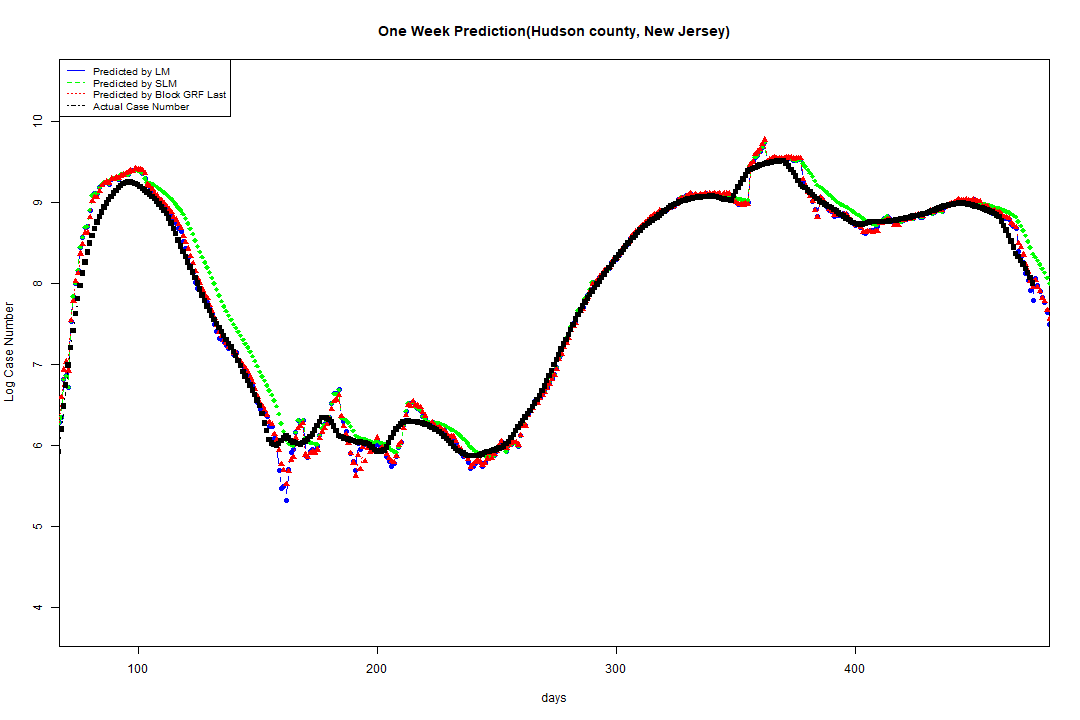 One Week Prediction(Hudson county, New Jersey)
Predicted by LM
Predicted by SLM
Predicted by Block GRF Last
Actual Case Number
10
9
8
7
6
5
4
Log Case Number
100 200 300 400
days